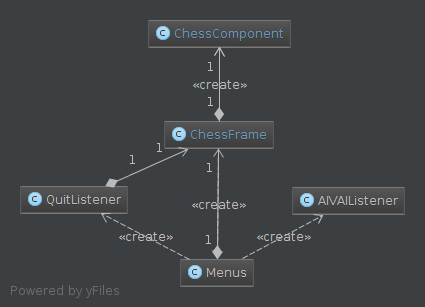 C ChessComponent
1
«create»
1
C ChessFrame
1
1
1
C QuitListener
«create»
C AIVAIListener
«create»
1
«create»
C Menus
Powered by yFiles